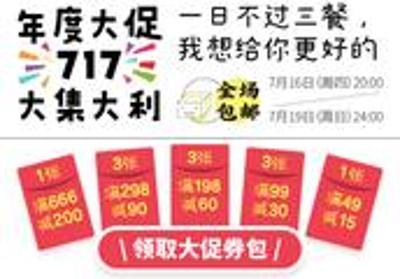 年度大促
717
大集大利
一日不过三餐，
我想给你更好的
全场
包邮
7月16日(周四)20:00
7月19日(周日)24:00
1张
满666
减200
3张
满298
减90
3张
满198
减60
3张
满99
减30
1张
满49
减15
\ 领取大促券包 /